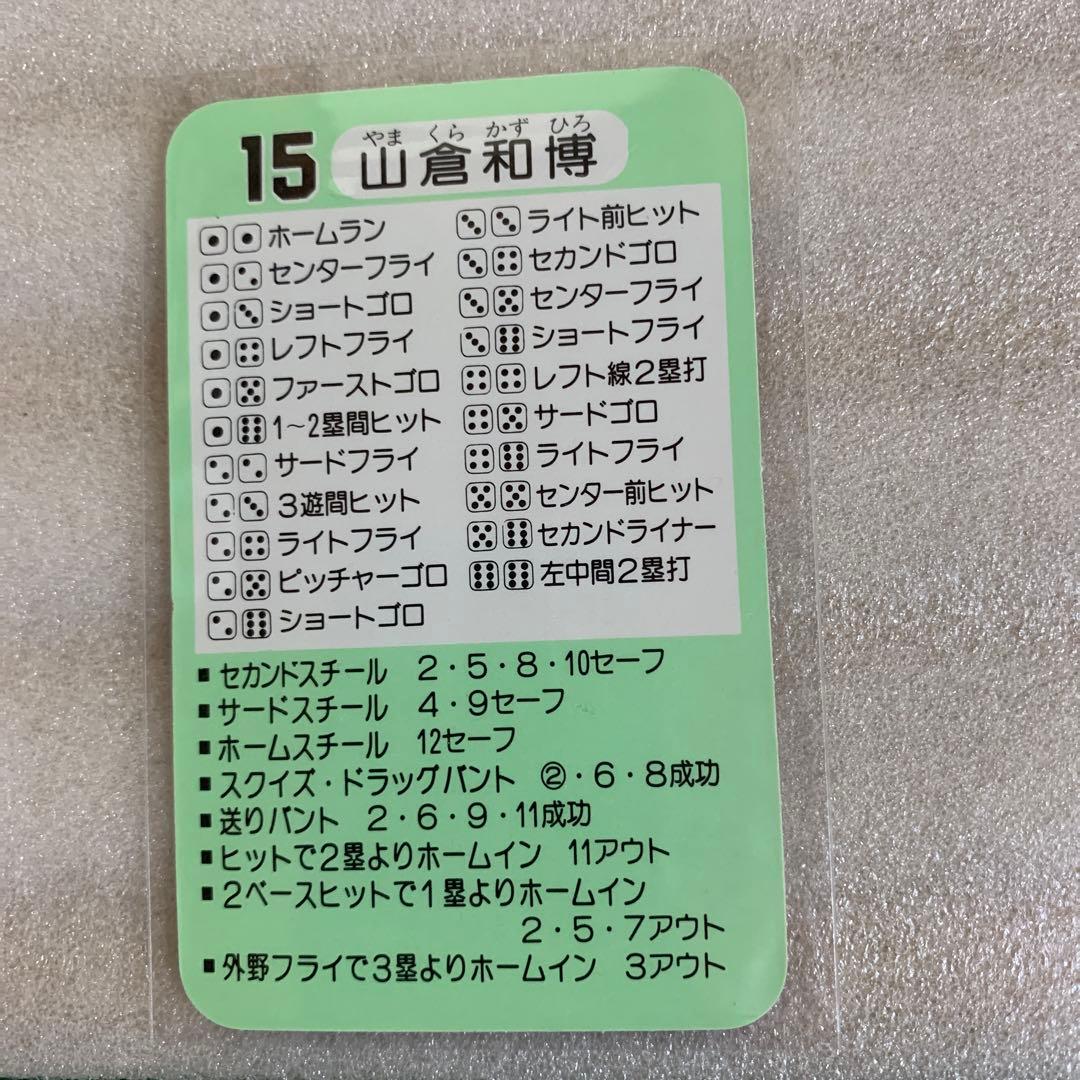 15 山倉和博
やま くら かず ひろ
⚀⚀ホームラン
⚀⚁センターフライ
⚀⚂ショートゴロ
⚀⚃レフトフライ
⚀⚄ファーストゴロ
⚀⚅1～2塁間ヒット
⚁⚁サードフライ
⚁⚂3遊間ヒット
⚁⚃ライトフライ
⚁⚄ピッチャーゴロ
⚁⚅ショートゴロ
⚂⚂ライト前ヒット
⚂⚃セカンドゴロ
⚂⚄センターフライ
⚂⚅ショートフライ
⚃⚃レフト線2塁打
⚃⚄サードゴロ
⚃⚅ライトフライ
⚄⚄センター前ヒット
⚄⚅セカンドライナー
⚅⚅左中間2塁打
■セカンドスチール 2・5・8・10セーフ
■サードスチール 4・9セーフ
■ホームスチール 12セーフ
■スクイズ・ドラッグバント ②・6・8成功
■送りバント 2・6・9・11成功
■ヒットで2塁よりホームイン 11アウト
■2ベースヒットで1塁よりホームイン
2・5・7アウト
■外野フライで3塁よりホームイン 3アウト